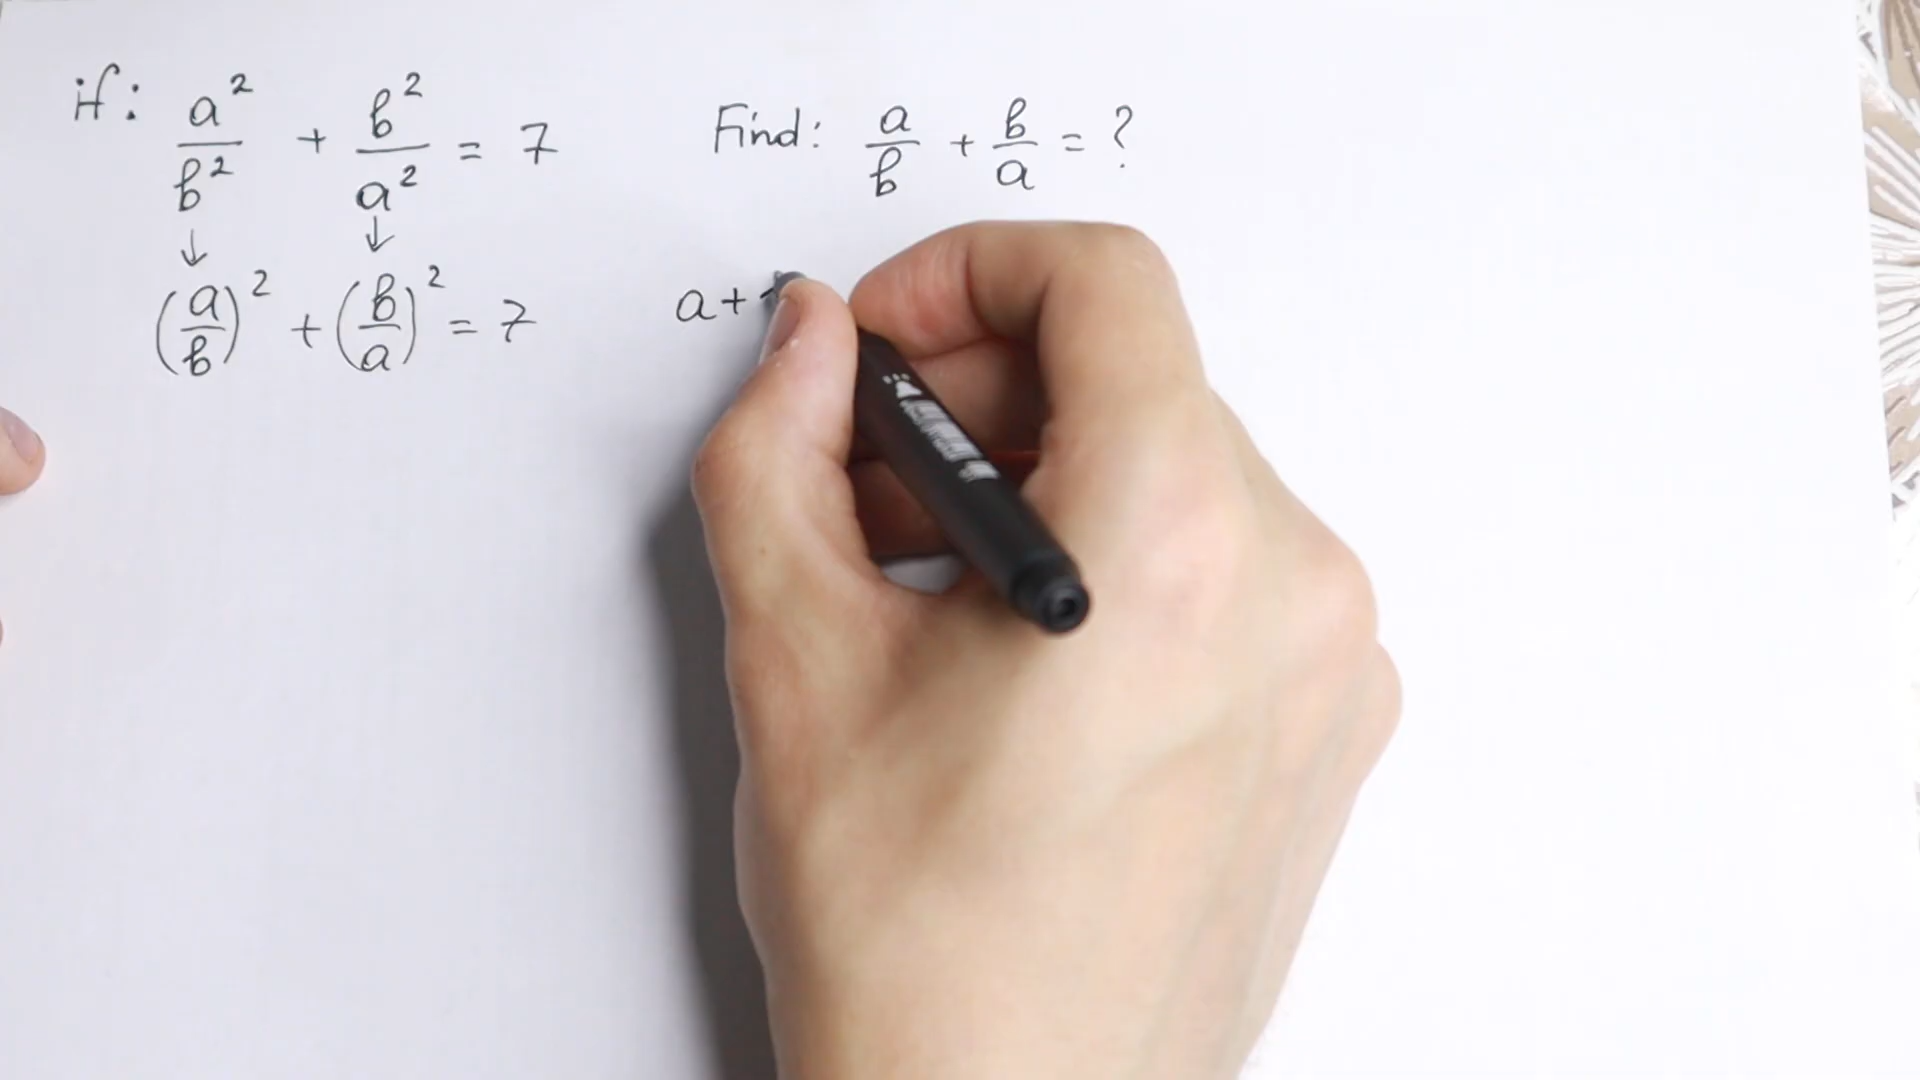 if: a²/b² + b²/a² = 7
Find: a/b + b/a = ?
↓ ↓
(a/b)² + (b/a)² = 7
a+